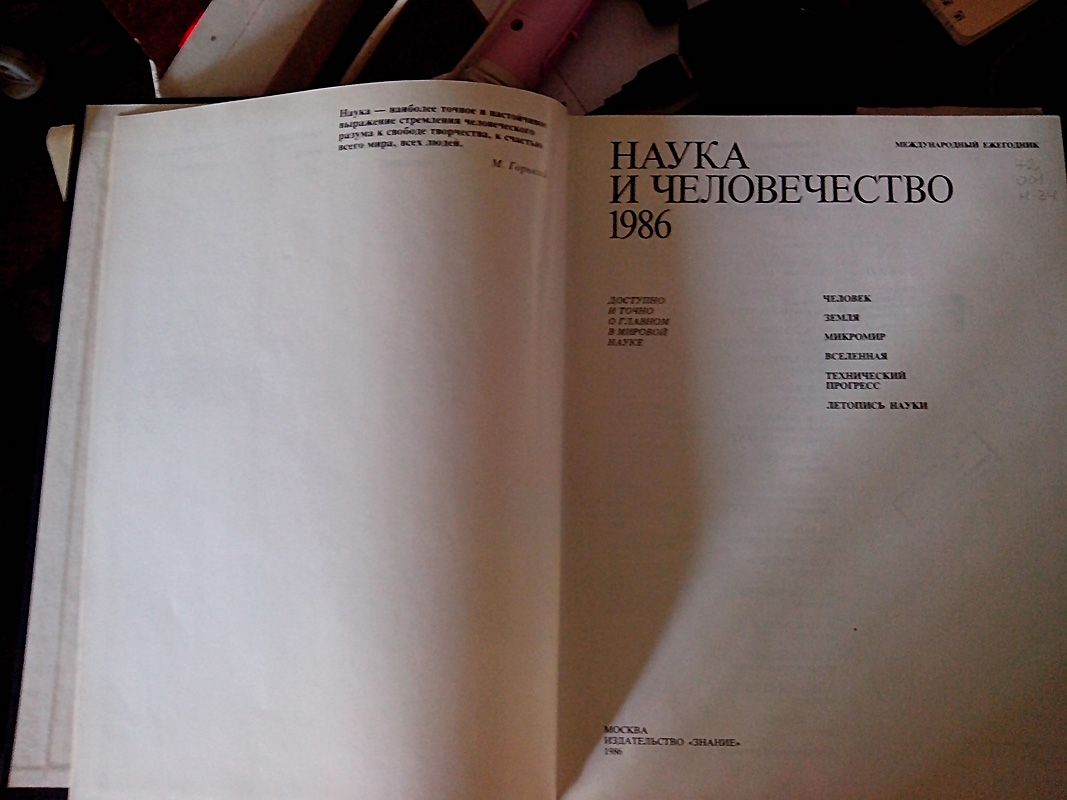 Наука — наиболее точное и настойчивое
выражение стремления человеческого
разума к свободе творчества, к счастью
всего мира, всех людей.
М. Горький
МЕЖДУНАРОДНЫЙ ЕЖЕГОДНИК
НАУКА
И ЧЕЛОВЕЧЕСТВО
1986
ДОСТУПНО
И ТОЧНО
О ГЛАВНОМ
В МИРОВОЙ
НАУКЕ
ЧЕЛОВЕК
ЗЕМЛЯ
МИКРОМИР
ВСЕЛЕННАЯ
ТЕХНИЧЕСКИЙ
ПРОГРЕСС
ЛЕТОПИСЬ НАУКИ
МОСКВА
ИЗДАТЕЛЬСТВО «ЗНАНИЕ»
1986